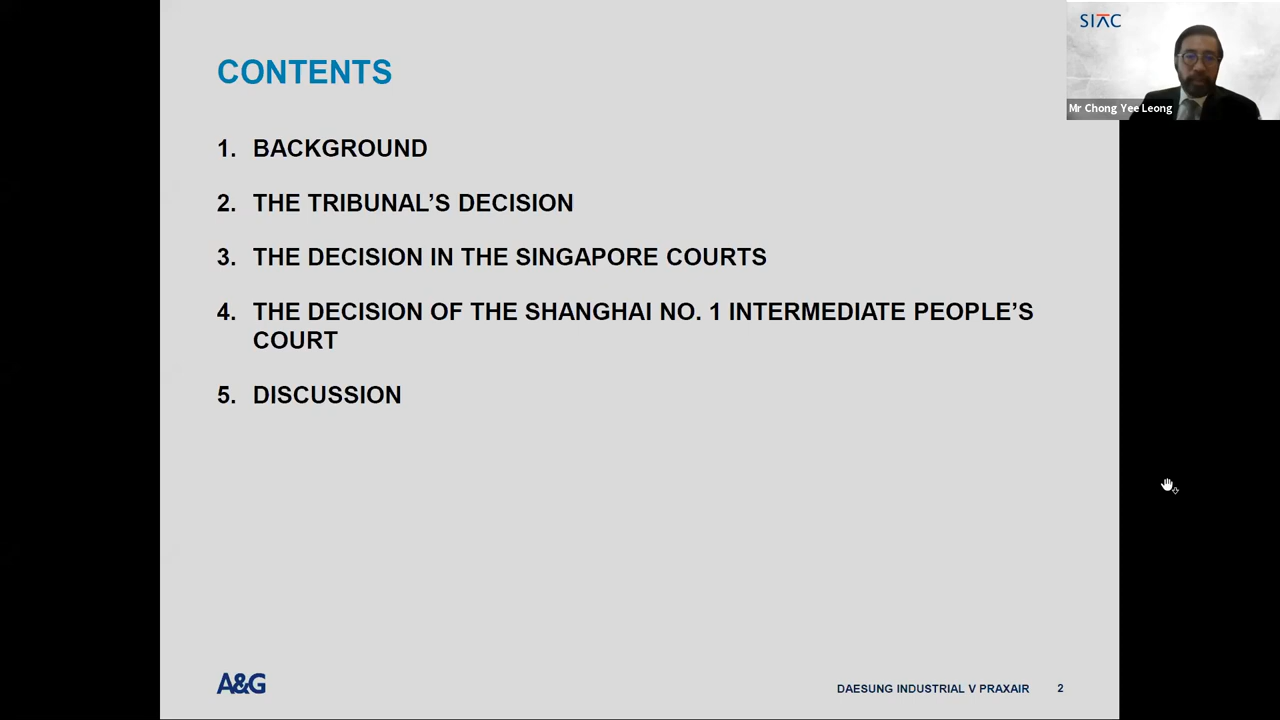 CONTENTS
1. BACKGROUND
2. THE TRIBUNAL’S DECISION
3. THE DECISION IN THE SINGAPORE COURTS
4. THE DECISION OF THE SHANGHAI NO. 1 INTERMEDIATE PEOPLE’S
COURT
5. DISCUSSION
A&G
DAESUNG INDUSTRIAL V PRAXAIR 2
SIAC
Mr Chong Yee Leong